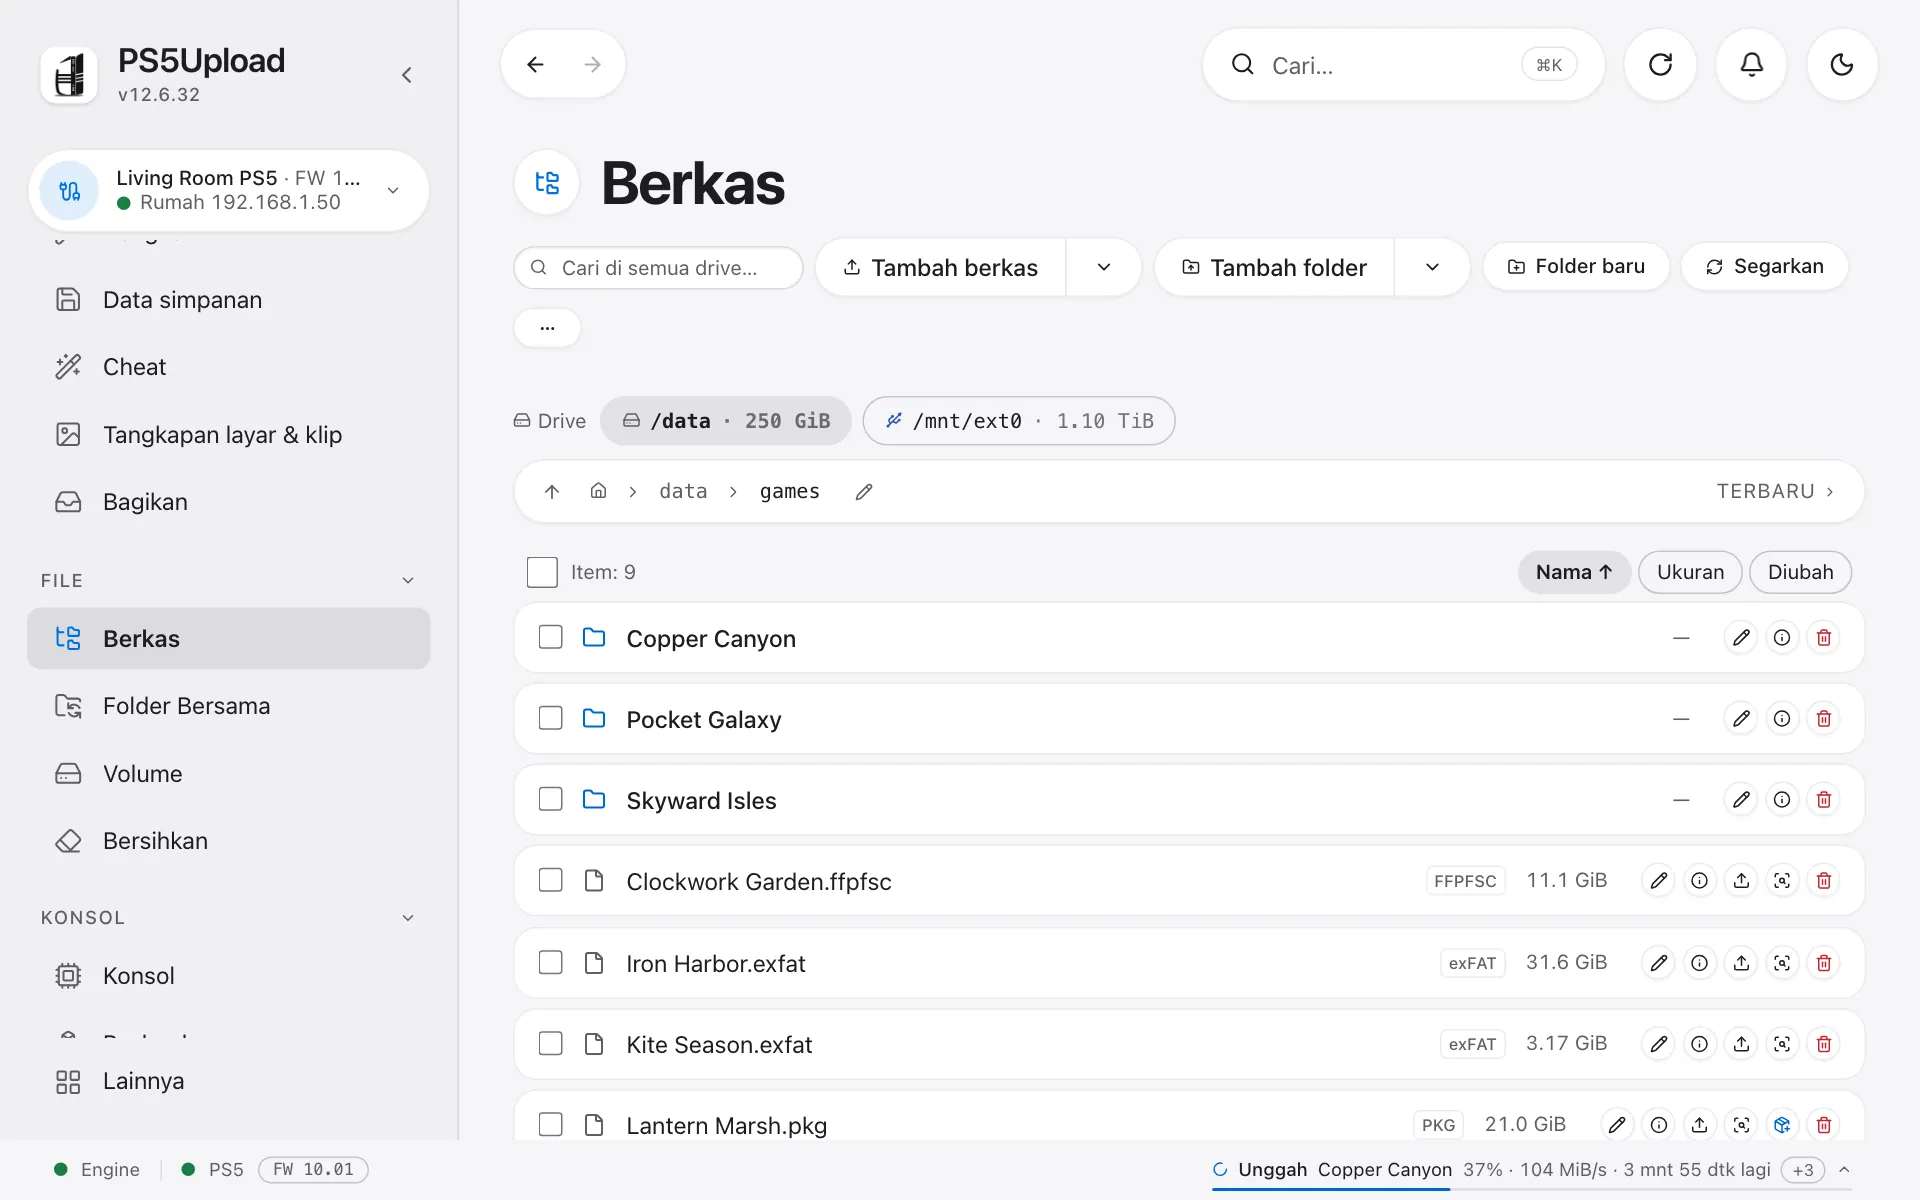 PS5Upload
v12.6.32
Living Room PS5 · FW 1...
Rumah 192.168.1.50
Data simpanan
Cheat
Tangkapan layar & klip
Bagikan
FILE
Berkas
Folder Bersama
Volume
Bersihkan
KONSOL
Konsol
Lainnya
Cari...
⌘K
Berkas
Cari di semua drive...
Tambah berkas
Tambah folder
Folder baru
Segarkan
...
Drive
/data · 250 GiB
/mnt/ext0 · 1.10 TiB
data > games
TERBARU >
Item: 9
Nama ↑
Ukuran
Diubah
Copper Canyon —
Pocket Galaxy —
Skyward Isles —
Clockwork Garden.ffpfsc FFPFSC 11.1 GiB
Iron Harbor.exfat exFAT 31.6 GiB
Kite Season.exfat exFAT 3.17 GiB
Lantern Marsh.pkg PKG 21.0 GiB
Engine
PS5
FW 10.01
Unggah Copper Canyon 37% · 104 MiB/s · 3 mnt 55 dtk lagi +3